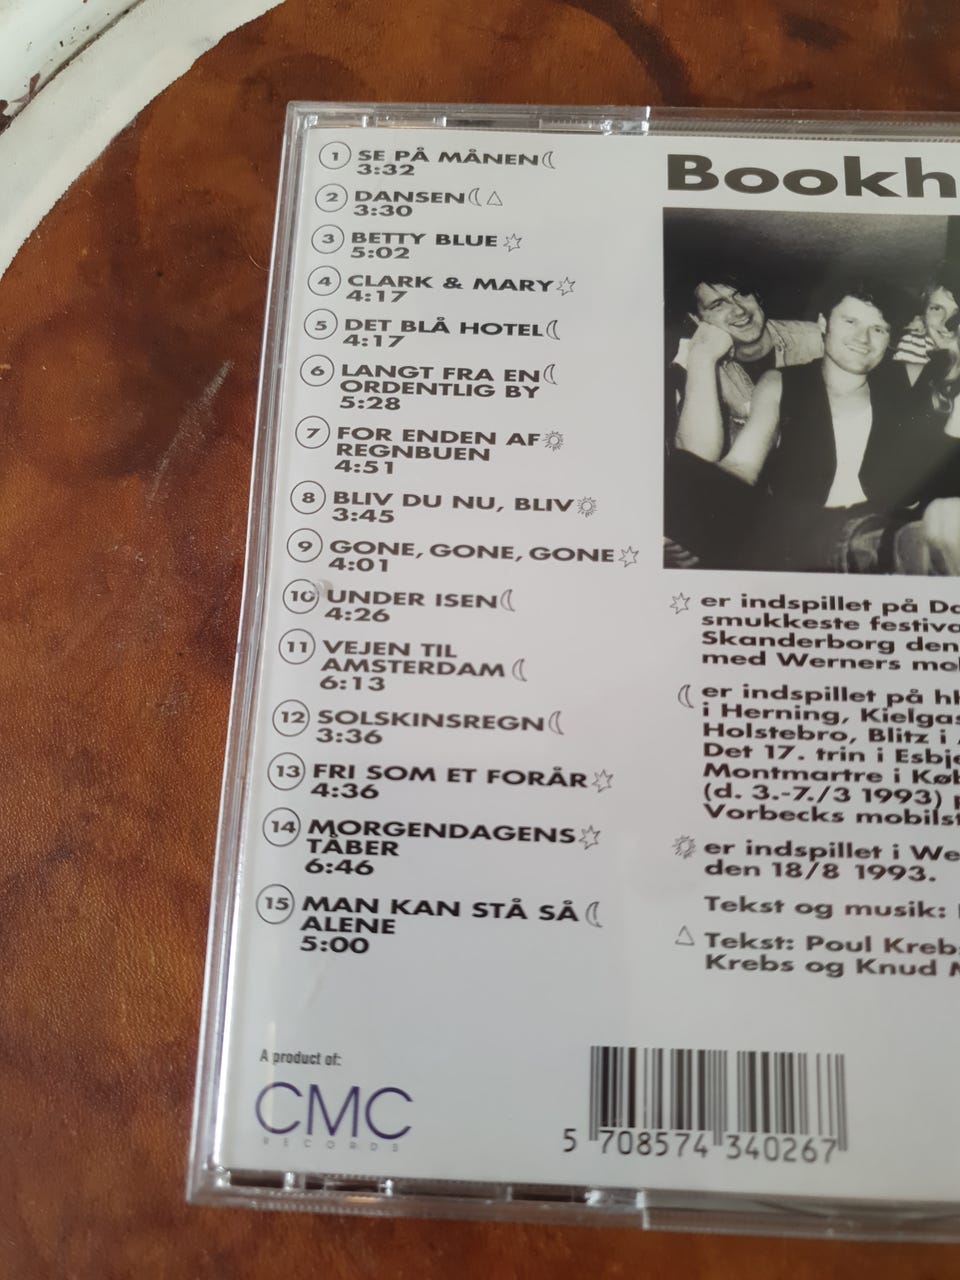 1 SE PÅ MÅNEN
3:32
2 DANSEN
3:30
3 BETTY BLUE
5:02
4 CLARK & MARY
4:17
5 DET BLÅ HOTEL
4:17
6 LANGT FRA EN
ORDENTLIG BY
5:28
7 FOR ENDEN AF
REGNBUEN
4:51
8 BLIV DU NU, BLIV
3:45
9 GONE, GONE, GONE
4:01
10 UNDER ISEN
4:26
11 VEJEN TIL
AMSTERDAM
6:13
12 SOLSKINSREGN
3:36
13 FRI SOM ET FORÅR
4:36
14 MORGENDAGENS
TÅBER
6:46
15 MAN KAN STÅ SÅ
ALENE
5:00
Bookh
er indspillet på Da
smukkeste festiva
Skanderborg den
med Werners mo
er indspillet på hh
i Herning, Kielgas
Holstebro, Blitz i
Det 17. trin i Esbje
Montmartre i Køb
(d. 3.-7./3 1993) p
Vorbecks mobilst
er indspillet i We
den 18/8 1993.
Tekst og musik:
Tekst: Poul Krebs
Krebs og Knud M
A product of:
CMC
RECORDS
5 708574 340267